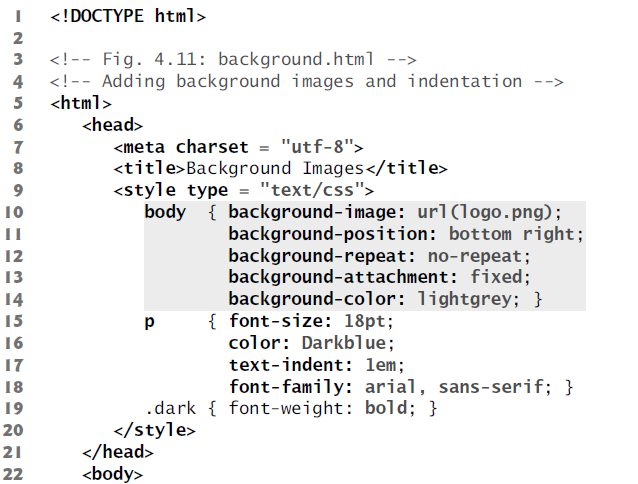 1 <!DOCTYPE html>
2
3 <!-- Fig. 4.11: background.html -->
4 <!-- Adding background images and indentation -->
5 <html>
6    <head>
7       <meta charset = "utf-8">
8       <title>Background Images</title>
9       <style type = "text/css">
10         body  { background-image: url(logo.png);
11                 background-position: bottom right;
12                 background-repeat: no-repeat;
13                 background-attachment: fixed;
14                 background-color: lightgrey; }
15         p     { font-size: 18pt;
16                 color: Darkblue;
17                 text-indent: 1em;
18                 font-family: arial, sans-serif; }
19         .dark { font-weight: bold; }
20      </style>
21   </head>
22   <body>